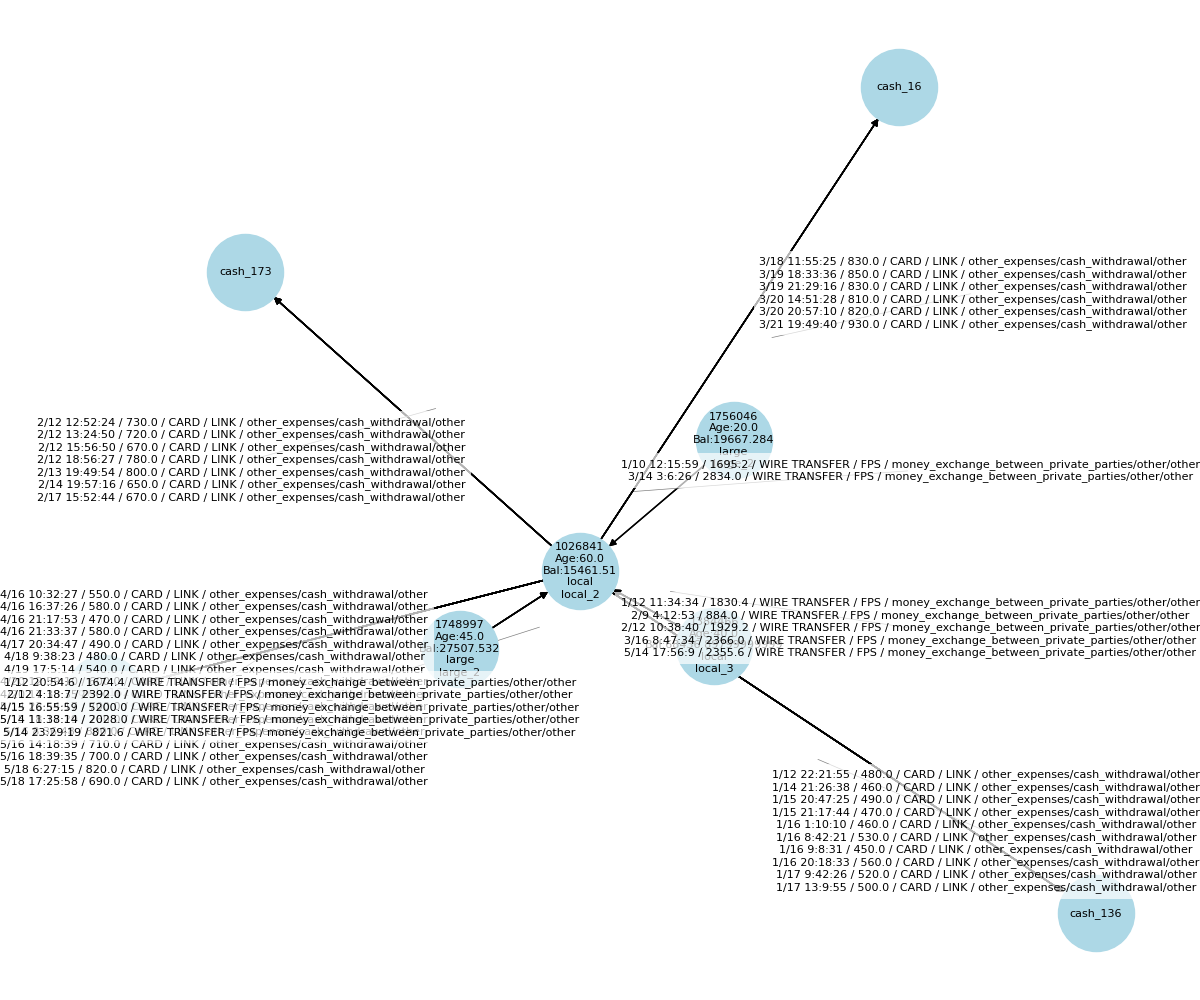 cash_16
3/18 11:55:25 / 830.0 / CARD / LINK / other_expenses/cash_withdrawal/other
3/19 18:33:36 / 850.0 / CARD / LINK / other_expenses/cash_withdrawal/other
3/19 21:29:16 / 830.0 / CARD / LINK / other_expenses/cash_withdrawal/other
3/20 14:51:28 / 810.0 / CARD / LINK / other_expenses/cash_withdrawal/other
3/20 20:57:10 / 820.0 / CARD / LINK / other_expenses/cash_withdrawal/other
3/21 19:49:40 / 930.0 / CARD / LINK / other_expenses/cash_withdrawal/other
cash_173
2/12 12:52:24 / 730.0 / CARD / LINK / other_expenses/cash_withdrawal/other
2/12 13:24:50 / 720.0 / CARD / LINK / other_expenses/cash_withdrawal/other
2/12 15:56:50 / 670.0 / CARD / LINK / other_expenses/cash_withdrawal/other
2/12 18:56:27 / 780.0 / CARD / LINK / other_expenses/cash_withdrawal/other
2/13 19:49:54 / 800.0 / CARD / LINK / other_expenses/cash_withdrawal/other
2/14 19:57:16 / 650.0 / CARD / LINK / other_expenses/cash_withdrawal/other
2/17 15:52:44 / 670.0 / CARD / LINK / other_expenses/cash_withdrawal/other
1756046
Age:20.0
Bal:19667.284
large
1/10 12:15:59 / 1695.2 / WIRE TRANSFER / FPS / money_exchange_between_private_parties/other/other
3/14 3:6:26 / 2834.0 / WIRE TRANSFER / FPS / money_exchange_between_private_parties/other/other
1026841
Age:60.0
Bal:15461.51
local
local_2
1/12 11:34:34 / 1830.4 / WIRE TRANSFER / FPS / money_exchange_between_private_parties/other/other
2/9 4:12:53 / 884.0 / WIRE TRANSFER / FPS / money_exchange_between_private_parties/other/other
2/12 10:38:40 / 1929.2 / WIRE TRANSFER / FPS / money_exchange_between_private_parties/other/other
3/16 8:47:34 / 2366.0 / WIRE TRANSFER / FPS / money_exchange_between_private_parties/other/other
5/14 17:56:9 / 2355.6 / WIRE TRANSFER / FPS / money_exchange_between_private_parties/other/other
local
local_3
4/16 10:32:27 / 550.0 / CARD / LINK / other_expenses/cash_withdrawal/other
4/16 16:37:26 / 580.0 / CARD / LINK / other_expenses/cash_withdrawal/other
4/16 21:17:53 / 470.0 / CARD / LINK / other_expenses/cash_withdrawal/other
4/16 21:33:37 / 580.0 / CARD / LINK / other_expenses/cash_withdrawal/other
4/17 20:34:47 / 490.0 / CARD / LINK / other_expenses/cash_withdrawal/other
4/18 9:38:23 / 480.0 / CARD / LINK / other_expenses/cash_withdrawal/other
4/19 17:5:14 / 540.0 / CARD / LINK / other_expenses/cash_withdrawal/other
1748997
Age:45.0
Bal:27507.532
large
large_2
1/12 20:54:6 / 1674.4 / WIRE TRANSFER / FPS / money_exchange_between_private_parties/other/other
2/12 4:18:7 / 2392.0 / WIRE TRANSFER / FPS / money_exchange_between_private_parties/other/other
4/15 16:55:59 / 5200.0 / WIRE TRANSFER / FPS / money_exchange_between_private_parties/other/other
5/14 11:38:14 / 2028.0 / WIRE TRANSFER / FPS / money_exchange_between_private_parties/other/other
5/14 23:29:19 / 821.6 / WIRE TRANSFER / FPS / money_exchange_between_private_parties/other/other
5/16 14:18:39 / 710.0 / CARD / LINK / other_expenses/cash_withdrawal/other
5/16 18:39:35 / 700.0 / CARD / LINK / other_expenses/cash_withdrawal/other
5/18 6:27:15 / 820.0 / CARD / LINK / other_expenses/cash_withdrawal/other
5/18 17:25:58 / 690.0 / CARD / LINK / other_expenses/cash_withdrawal/other
1/12 22:21:55 / 480.0 / CARD / LINK / other_expenses/cash_withdrawal/other
1/14 21:26:38 / 460.0 / CARD / LINK / other_expenses/cash_withdrawal/other
1/15 20:47:25 / 490.0 / CARD / LINK / other_expenses/cash_withdrawal/other
1/15 21:17:44 / 470.0 / CARD / LINK / other_expenses/cash_withdrawal/other
1/16 1:10:10 / 460.0 / CARD / LINK / other_expenses/cash_withdrawal/other
1/16 8:42:21 / 530.0 / CARD / LINK / other_expenses/cash_withdrawal/other
1/16 9:8:31 / 450.0 / CARD / LINK / other_expenses/cash_withdrawal/other
1/16 20:18:33 / 560.0 / CARD / LINK / other_expenses/cash_withdrawal/other
1/17 9:42:26 / 520.0 / CARD / LINK / other_expenses/cash_withdrawal/other
1/17 13:9:55 / 500.0 / CARD / LINK / other_expenses/cash_withdrawal/other
cash_136